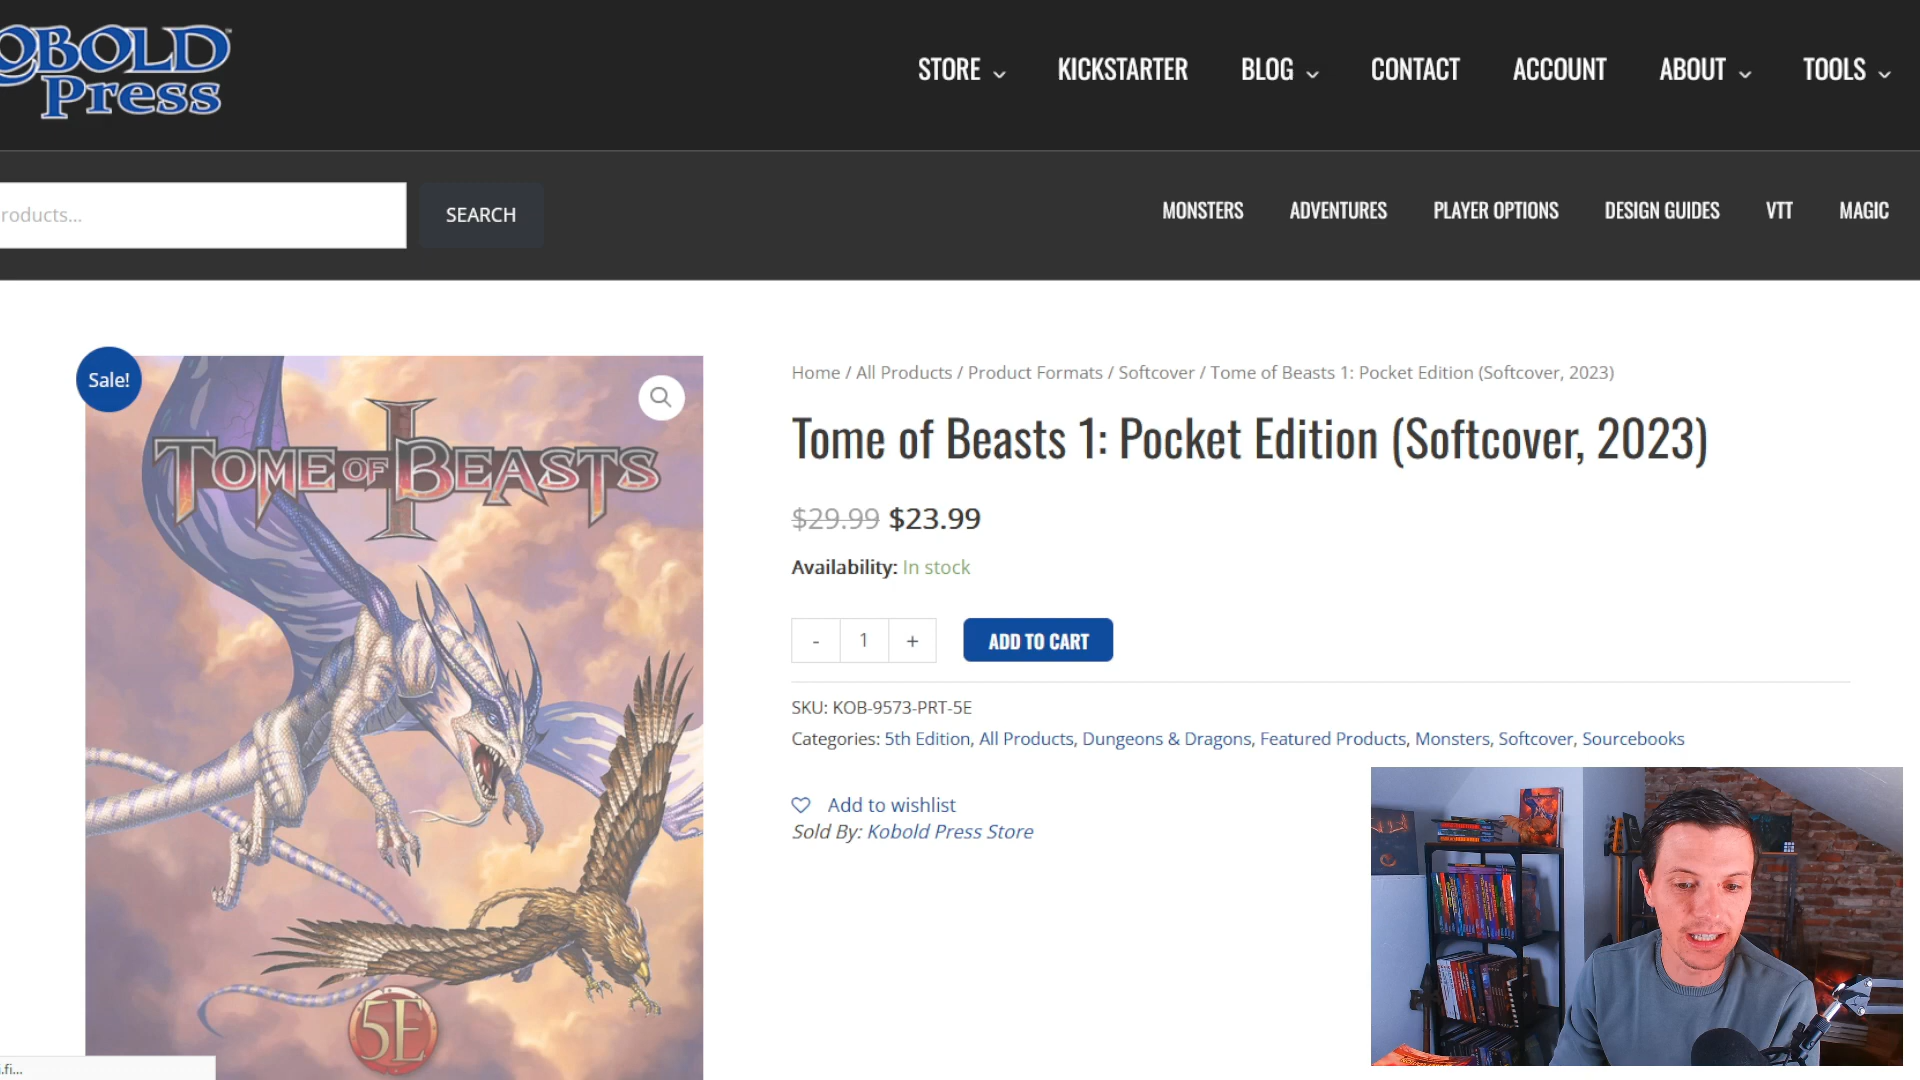 OBOLD
Press
STORE KICKSTARTER BLOG CONTACT ACCOUNT ABOUT TOOLS
roducts...
SEARCH
MONSTERS ADVENTURES PLAYER OPTIONS DESIGN GUIDES VTT MAGIC
Sale!
I
TOME OF BEASTS
5E
Home / All Products / Product Formats / Softcover / Tome of Beasts 1: Pocket Edition (Softcover, 2023)
Tome of Beasts 1: Pocket Edition (Softcover, 2023)
$29.99 $23.99
Availability: In stock
- 1 +
ADD TO CART
SKU: KOB-9573-PRT-5E
Categories: 5th Edition, All Products, Dungeons & Dragons, Featured Products, Monsters, Softcover, Sourcebooks
Add to wishlist
Sold By: Kobold Press Store
.fi...